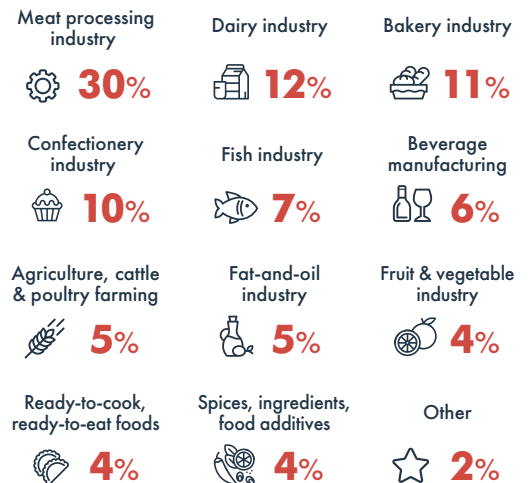 Meat processing
industry
30%
Dairy industry
12%
Bakery industry
11%
Confectionery
industry
10%
Fish industry
7%
Beverage
manufacturing
6%
Agriculture, cattle
& poultry farming
5%
Fat-and-oil
industry
5%
Fruit & vegetable
industry
4%
Ready-to-cook,
ready-to-eat foods
4%
Spices, ingredients,
food additives
4%
Other
2%